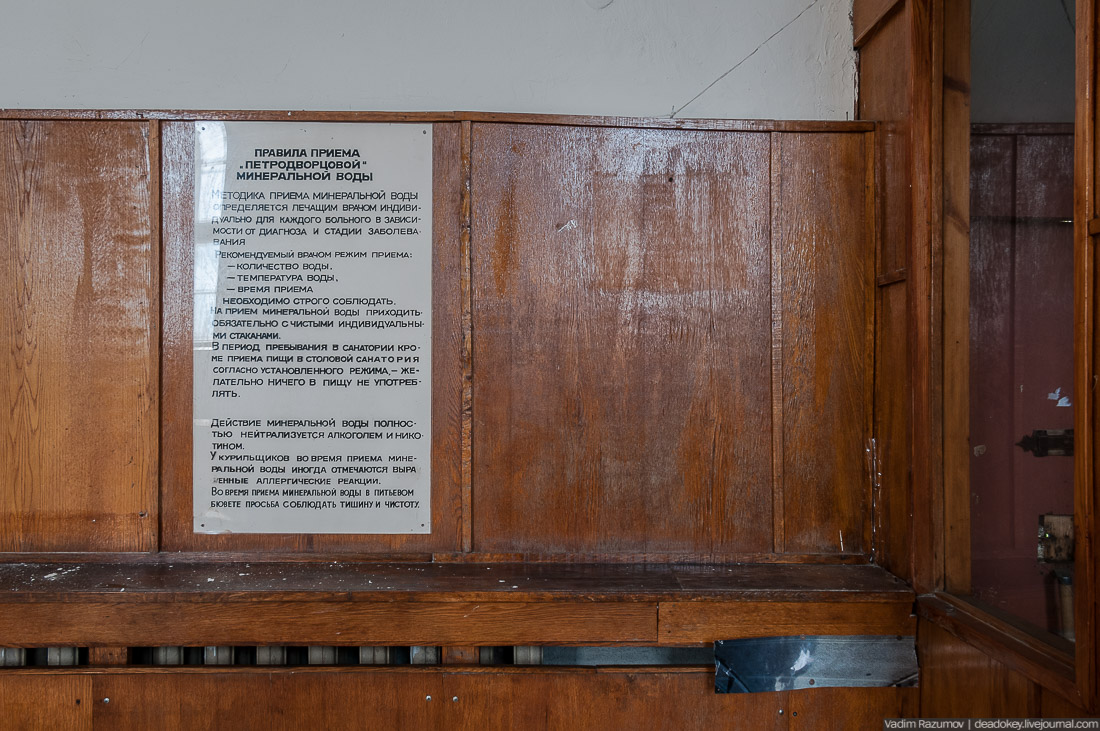 ПРАВИЛА ПРИЕМА
„ПЕТРОДВОРЦОВОЙ"
МИНЕРАЛЬНОЙ ВОДЫ
МЕТОДИКА ПРИЕМА МИНЕРАЛЬНОЙ ВОДЫ
ОПРЕДЕЛЯЕТСЯ ЛЕЧАЩИМ ВРАЧОМ ИНДИВИ-
ДУАЛЬНО ДЛЯ КАЖДОГО БОЛЬНОГО В ЗАВИСИ-
МОСТИ ОТ ДИАГНОЗА И СТАДИИ ЗАБОЛЕВА-
ВАНИЯ
РЕКОМЕНДУЕМЫЙ ВРАЧОМ РЕЖИМ ПРИЕМА:
— КОЛИЧЕСТВО ВОДЫ,
— ТЕМПЕРАТУРА ВОДЫ,
— ВРЕМЯ ПРИЕМА
НЕОБХОДИМО СТРОГО СОБЛЮДАТЬ.
НА ПРИЕМ МИНЕРАЛЬНОЙ ВОДЫ ПРИХОДИТЬ
ОБЯЗАТЕЛЬНО С ЧИСТЫМИ ИНДИВИДУАЛЬНЫ-
МИ СТАКАНАМИ.
В ПЕРИОД ПРЕБЫВАНИЯ В САНАТОРИИ КРО-
МЕ ПРИЕМА ПИЩИ В СТОЛОВОЙ САНАТОРИЯ
СОГЛАСНО УСТАНОВЛЕННОГО РЕЖИМА,— ЖЕ-
ЛАТЕЛЬНО НИЧЕГО В ПИЩУ НЕ УПОТРЕБ-
ЛЯТЬ.
ДЕЙСТВИЕ МИНЕРАЛЬНОЙ ВОДЫ ПОЛНОС-
ТЬЮ НЕЙТРАЛИЗУЕТСЯ АЛКОГОЛЕМ И НИКО-
ТИНОМ.
У КУРИЛЬЩИКОВ ВО ВРЕМЯ ПРИЕМА МИНЕ-
РАЛЬНОЙ ВОДЫ ИНОГДА ОТМЕЧАЮТСЯ ВЫРА
ЖЕННЫЕ АЛЛЕРГИЧЕСКИЕ РЕАКЦИИ.
ВО ВРЕМЯ ПРИЕМА МИНЕРАЛЬНОЙ ВОДЫ В ПИТЬЕВОМ
БЮВЕТЕ ПРОСЬБА СОБЛЮДАТЬ ТИШИНУ И ЧИСТОТУ.
Vadim Razumov | deadokey.livejournal.com